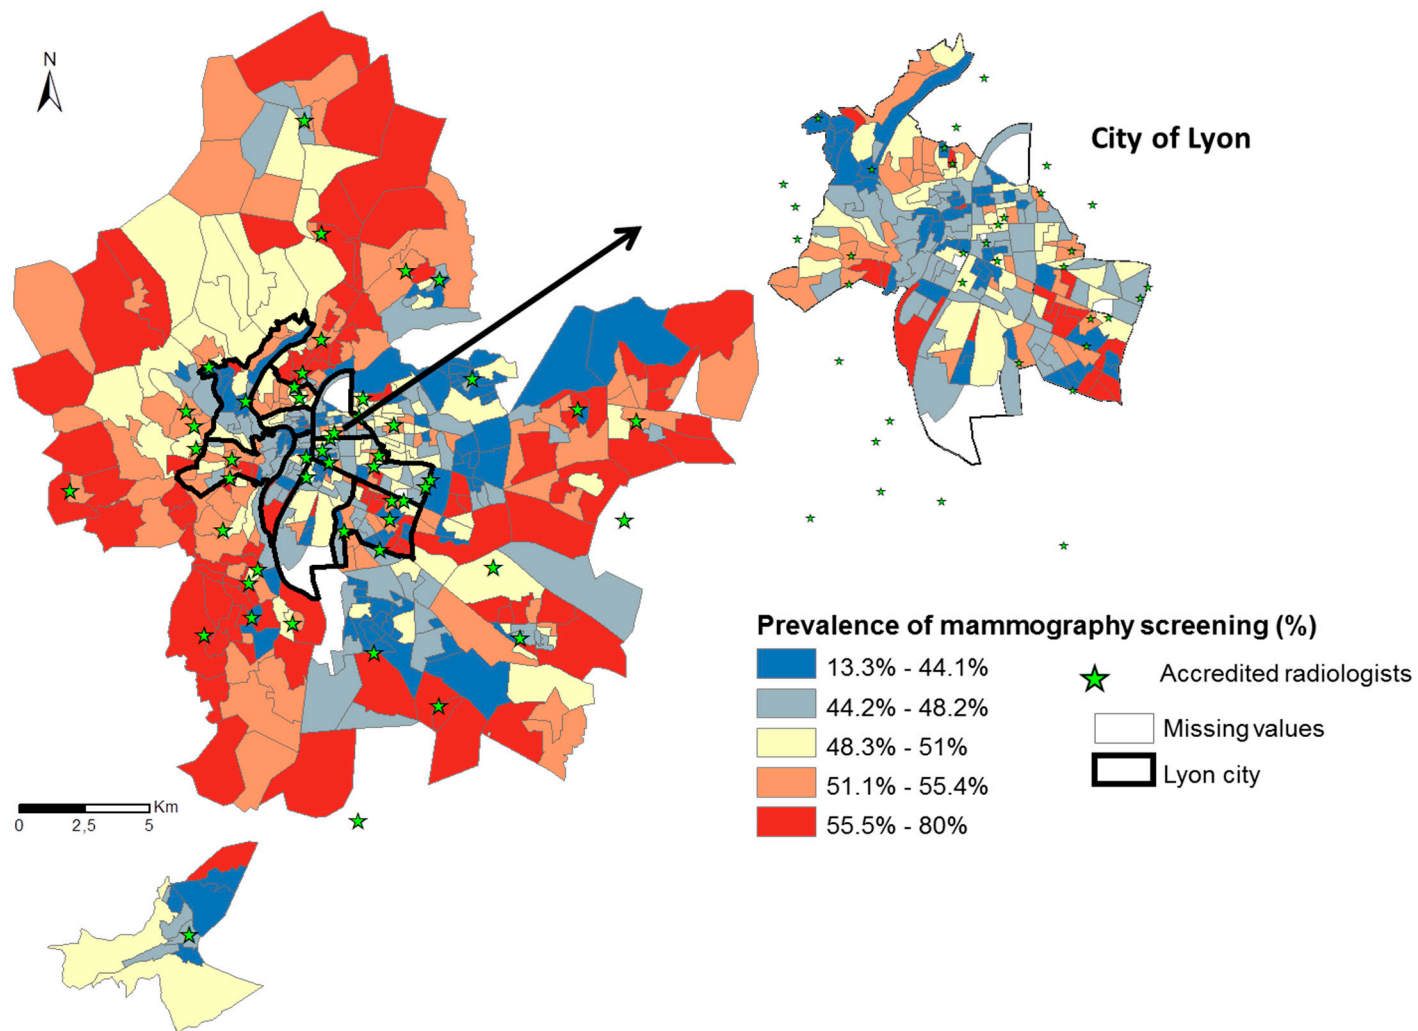 N
City of Lyon
Prevalence of mammography screening (%)
13.3% - 44.1%
44.2% - 48.2%
48.3% - 51%
51.1% - 55.4%
55.5% - 80%
Accredited radiologists
Missing values
Lyon city
Km
0 2,5 5